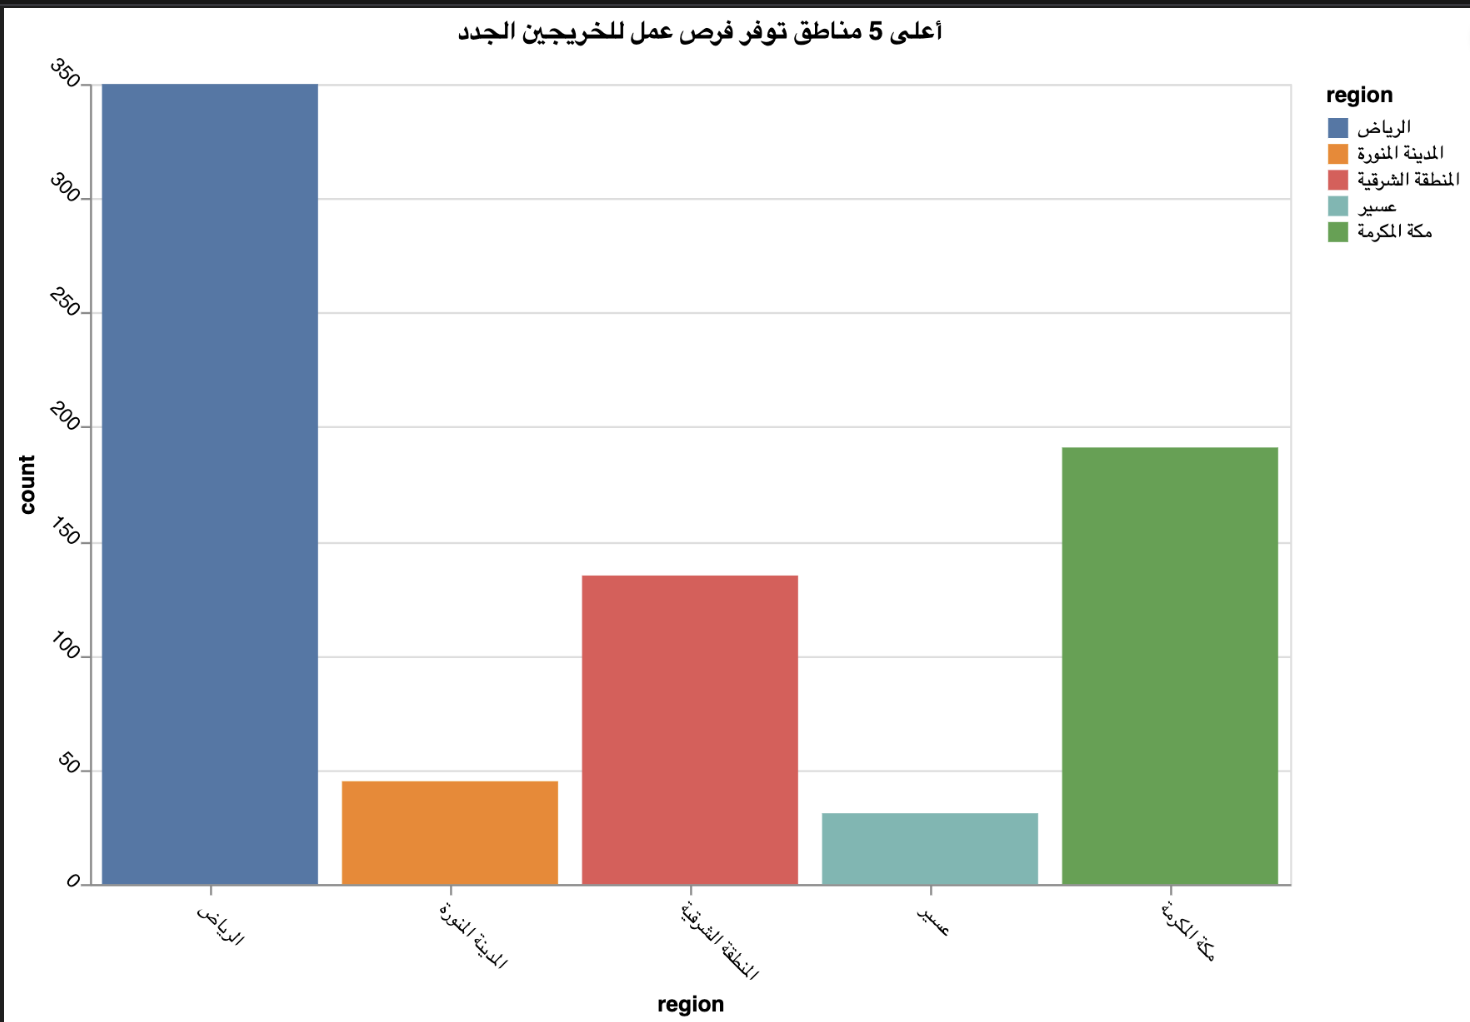 أعلى 5 مناطق توفر فرص عمل للخريجين الجدد
region
الرياض
المدينة المنورة
المنطقة الشرقية
عسير
مكة المكرمة
350
300
250
200
150
100
50
0
count
الرياض
المدينة المنورة
المنطقة الشرقية
عسير
مكة المكرمة
region